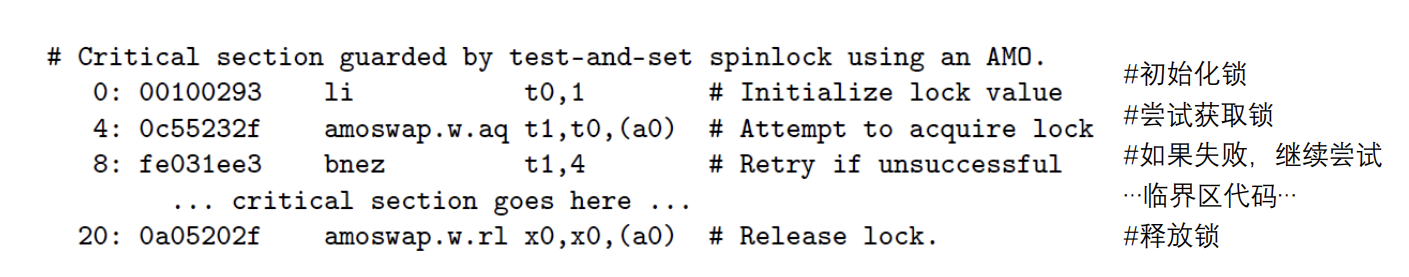 # Critical section guarded by test-and-set spinlock using an AMO.
0: 00100293 li t0,1 # Initialize lock value
4: 0c55232f amoswap.w.aq t1,t0,(a0) # Attempt to acquire lock
8: fe031ee3 bnez t1,4 # Retry if unsuccessful
... critical section goes here ...
20: 0a05202f amoswap.w.rl x0,x0,(a0) # Release lock.
#初始化锁
#尝试获取锁
#如果失败，继续尝试
…临界区代码…
#释放锁